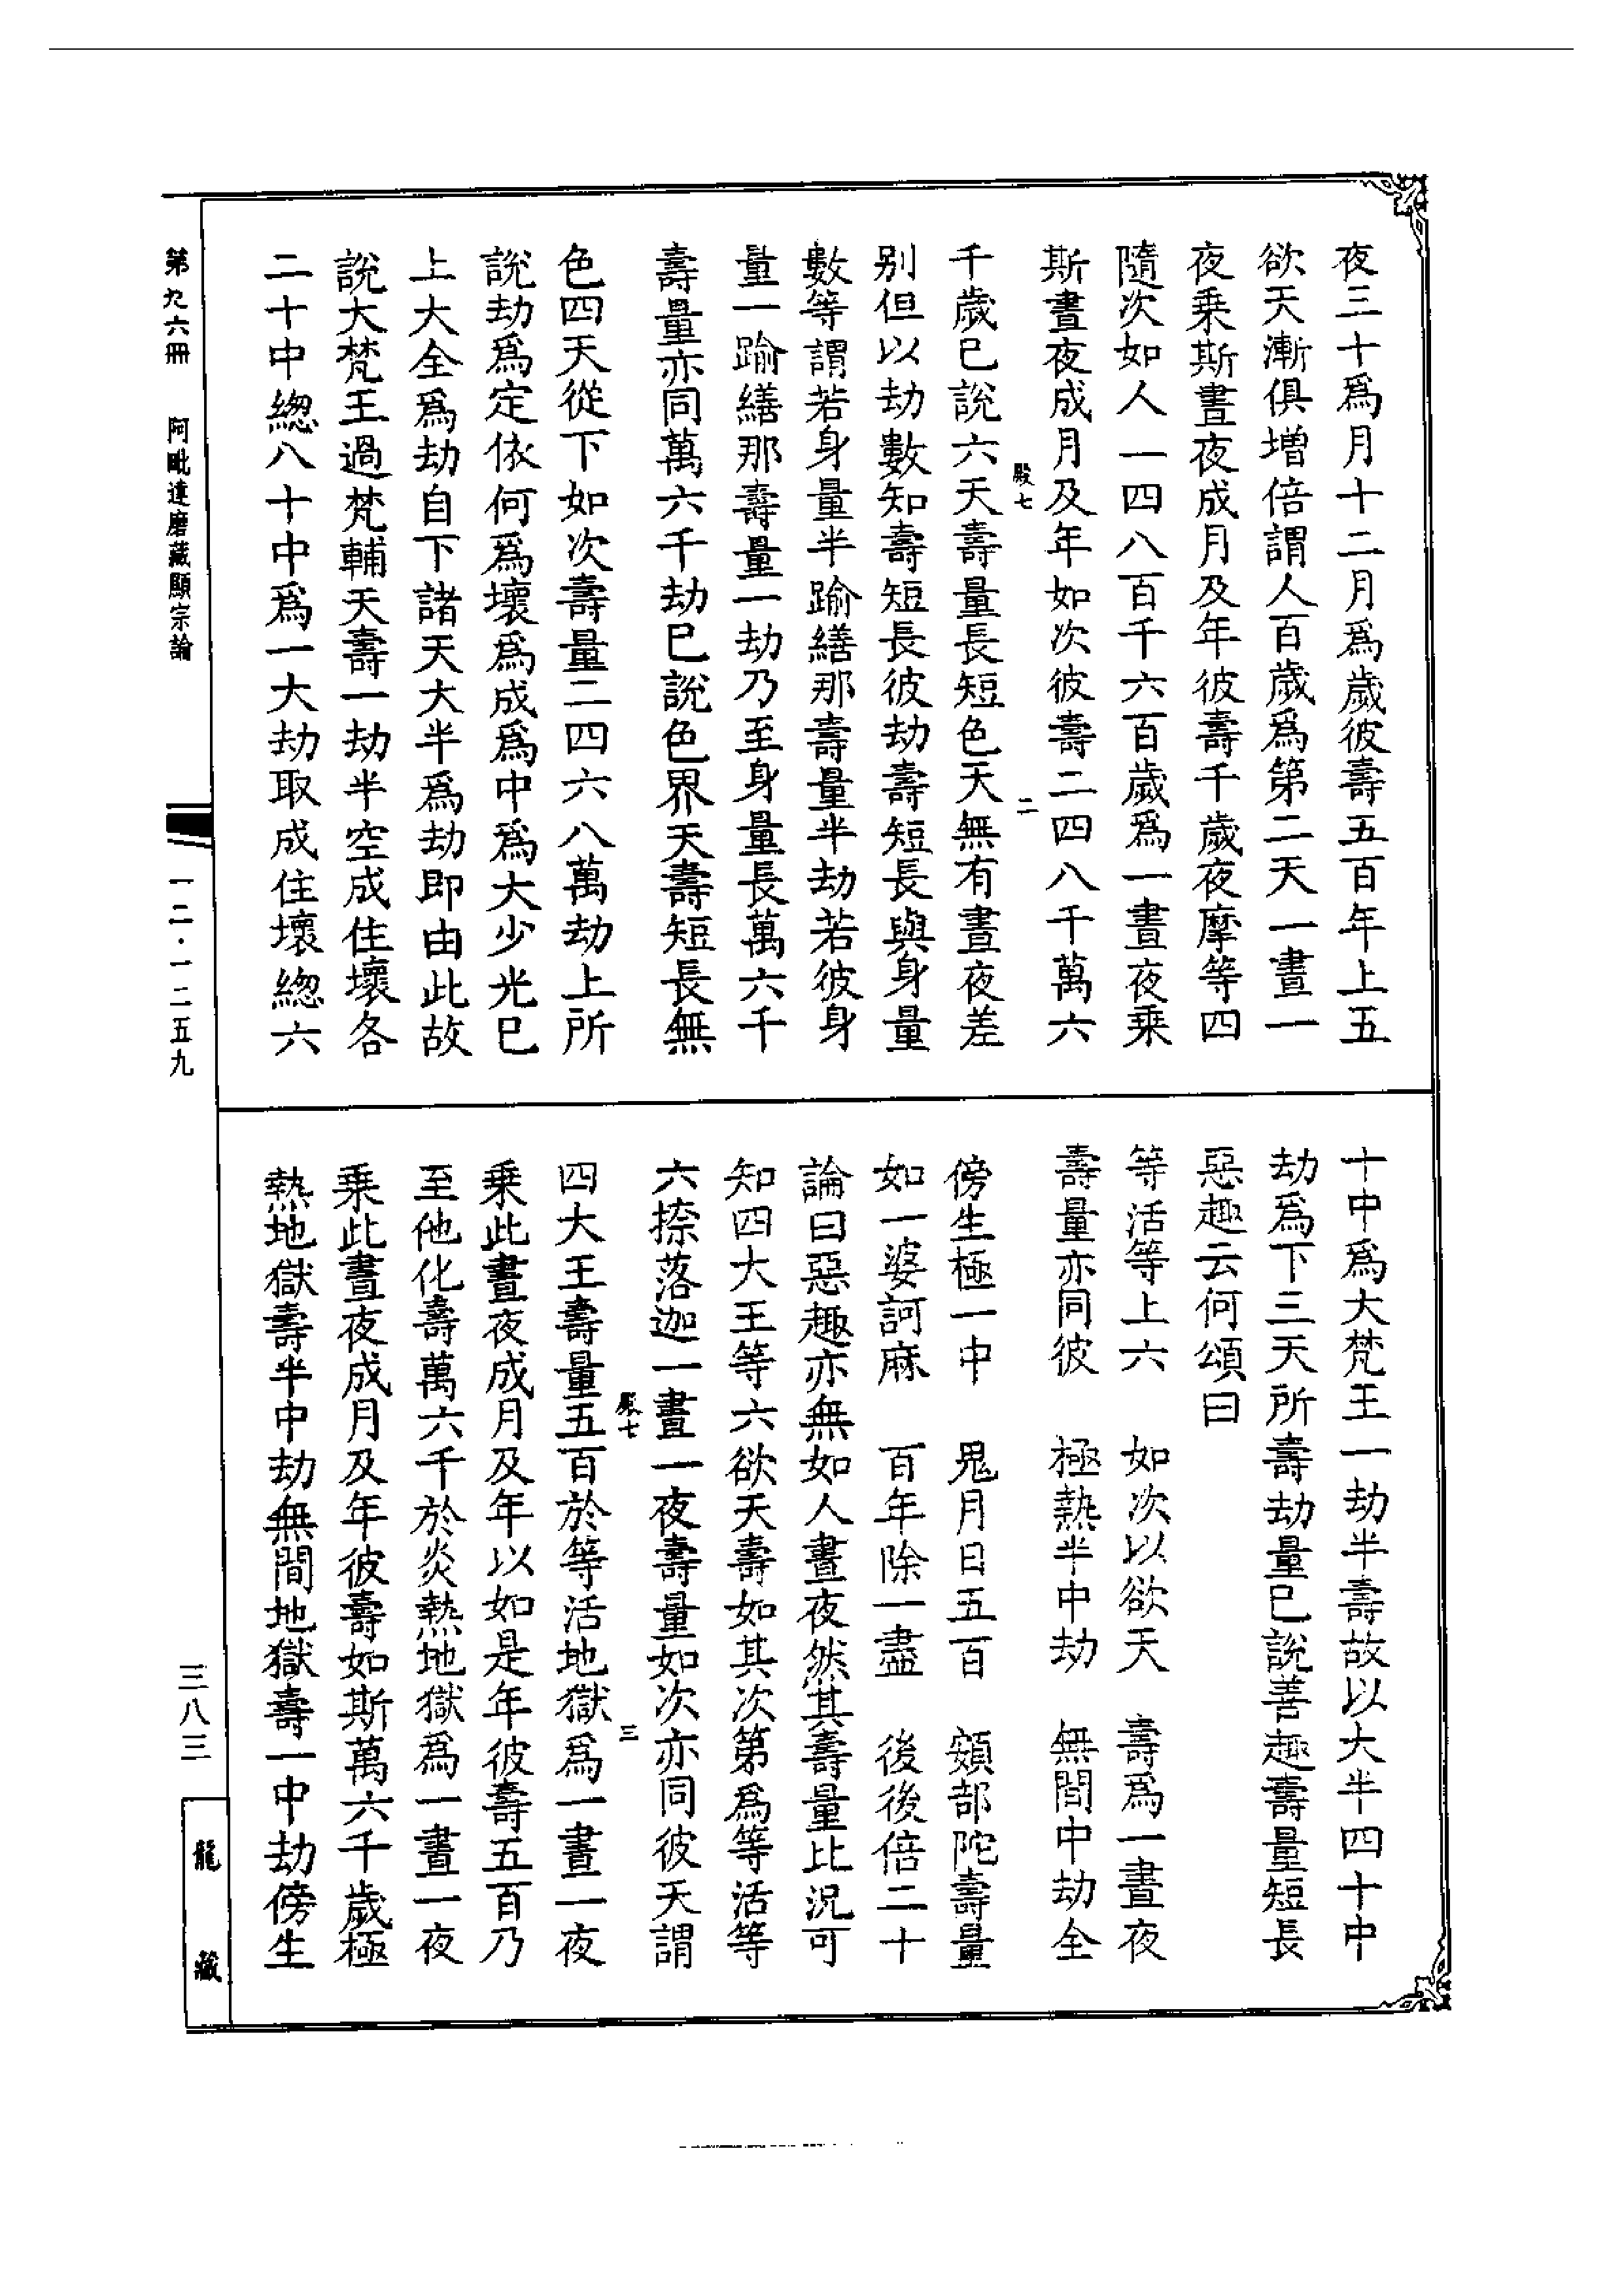 夜三十爲月十二月爲歲彼壽五百年上五
欲天漸俱增倍謂人百歲爲第二天一晝一
夜乘斯晝夜成月及年彼壽千歲夜摩等四
隨次如人一四八百千六百歲爲一晝夜乘
斯晝夜成月及年如次彼壽二四八千萬六
殿七 二
千歲已說六天壽量長短色天無有晝夜差
别但以劫數知壽短長彼劫壽短長與身量
數等謂若身量半踰繕那壽量半劫若彼身
量一踰繕那壽量一劫乃至身量長萬六千
壽量亦同萬六千劫已說色界天壽短長無
色四天從下如次壽量二四六八萬劫上所
說劫爲定依何爲壞爲成爲中爲大少光已
上大全爲劫自下諸天大半爲劫即由此故
說大梵王過梵輔天壽一劫半空成住壞各
二十中總八十中爲一大劫取成住壞總六
十中爲大梵王一劫半壽故以大半四十中
劫爲下三天所壽劫量已說善趣壽量短長
惡趣云何頌曰
等活等上六 如次以欲天 壽爲一晝夜
壽量亦同彼 極熱半中劫 無間中劫全
傍生極一中 鬼月日五百 頞部陀壽量
如一婆訶麻 百年除一盡 後後倍二十
論曰惡趣亦無如人晝夜然其壽量比況可
知四大王等六欲天壽如其次第爲等活等
六捺落迦一晝一夜壽量如次亦同彼天謂
殿七 三
四大王壽量五百於等活地獄爲一晝一夜
乘此晝夜成月及年以如是年彼壽五百乃
至他化壽萬六千於炎熱地獄爲一晝一夜
乘此晝夜成月及年彼壽如斯萬六千歲極
熱地獄壽半中劫無間地獄壽一中劫傍生
第九六冊 阿毗達磨藏顯宗論
一二·一二五九
三八三
龍藏